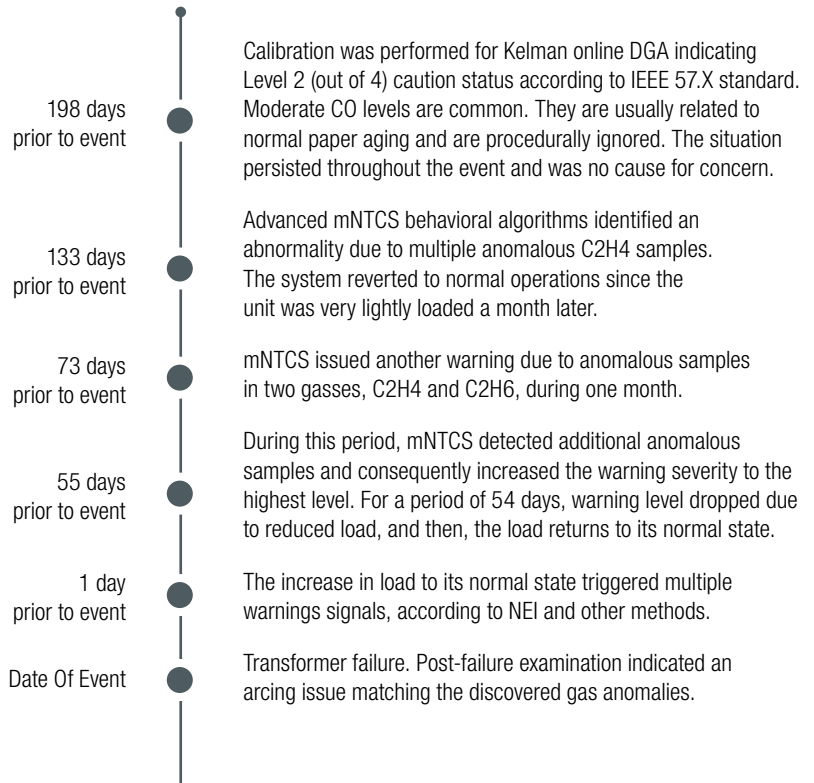 198 days
prior to event
Calibration was performed for Kelman online DGA indicating
Level 2 (out of 4) caution status according to IEEE 57.X standard.
Moderate CO levels are common. They are usually related to
normal paper aging and are procedurally ignored. The situation
persisted throughout the event and was no cause for concern.
133 days
prior to event
Advanced mNTCS behavioral algorithms identified an
abnormality due to multiple anomalous C2H4 samples.
The system reverted to normal operations since the
unit was very lightly loaded a month later.
73 days
prior to event
mNTCS issued another warning due to anomalous samples
in two gasses, C2H4 and C2H6, during one month.
55 days
prior to event
During this period, mNTCS detected additional anomalous
samples and consequently increased the warning severity to the
highest level. For a period of 54 days, warning level dropped due
to reduced load, and then, the load returns to its normal state.
1 day
prior to event
The increase in load to its normal state triggered multiple
warnings signals, according to NEI and other methods.
Date Of Event
Transformer failure. Post-failure examination indicated an
arcing issue matching the discovered gas anomalies.